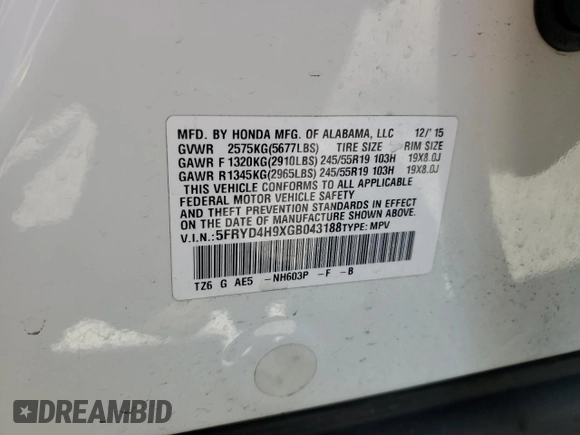 MFD. BY HONDA MFG. OF ALABAMA, LLC 12/'15
GVWR 2575KG(5677LBS) TIRE SIZE RIM SIZE
GAWR F 1320KG(2910LBS) 245/55R19 103H 19X8.0J
GAWR R1345KG(2965LBS) 245/55R19 103H 19X8.0J
THIS VEHICLE CONFORMS TO ALL APPLICABLE
FEDERAL MOTOR VEHICLE SAFETY, BUMPER,
AND THEFT PREVENTION STANDARDS IN EFFECT
ON THE DATE OF MANUFACTURE SHOWN ABOVE.
V.I.N.:5FRYD4H9XGB043188TYPE: MPV
TZ6 G AE5 -NH603P -F -B
DREAMBID